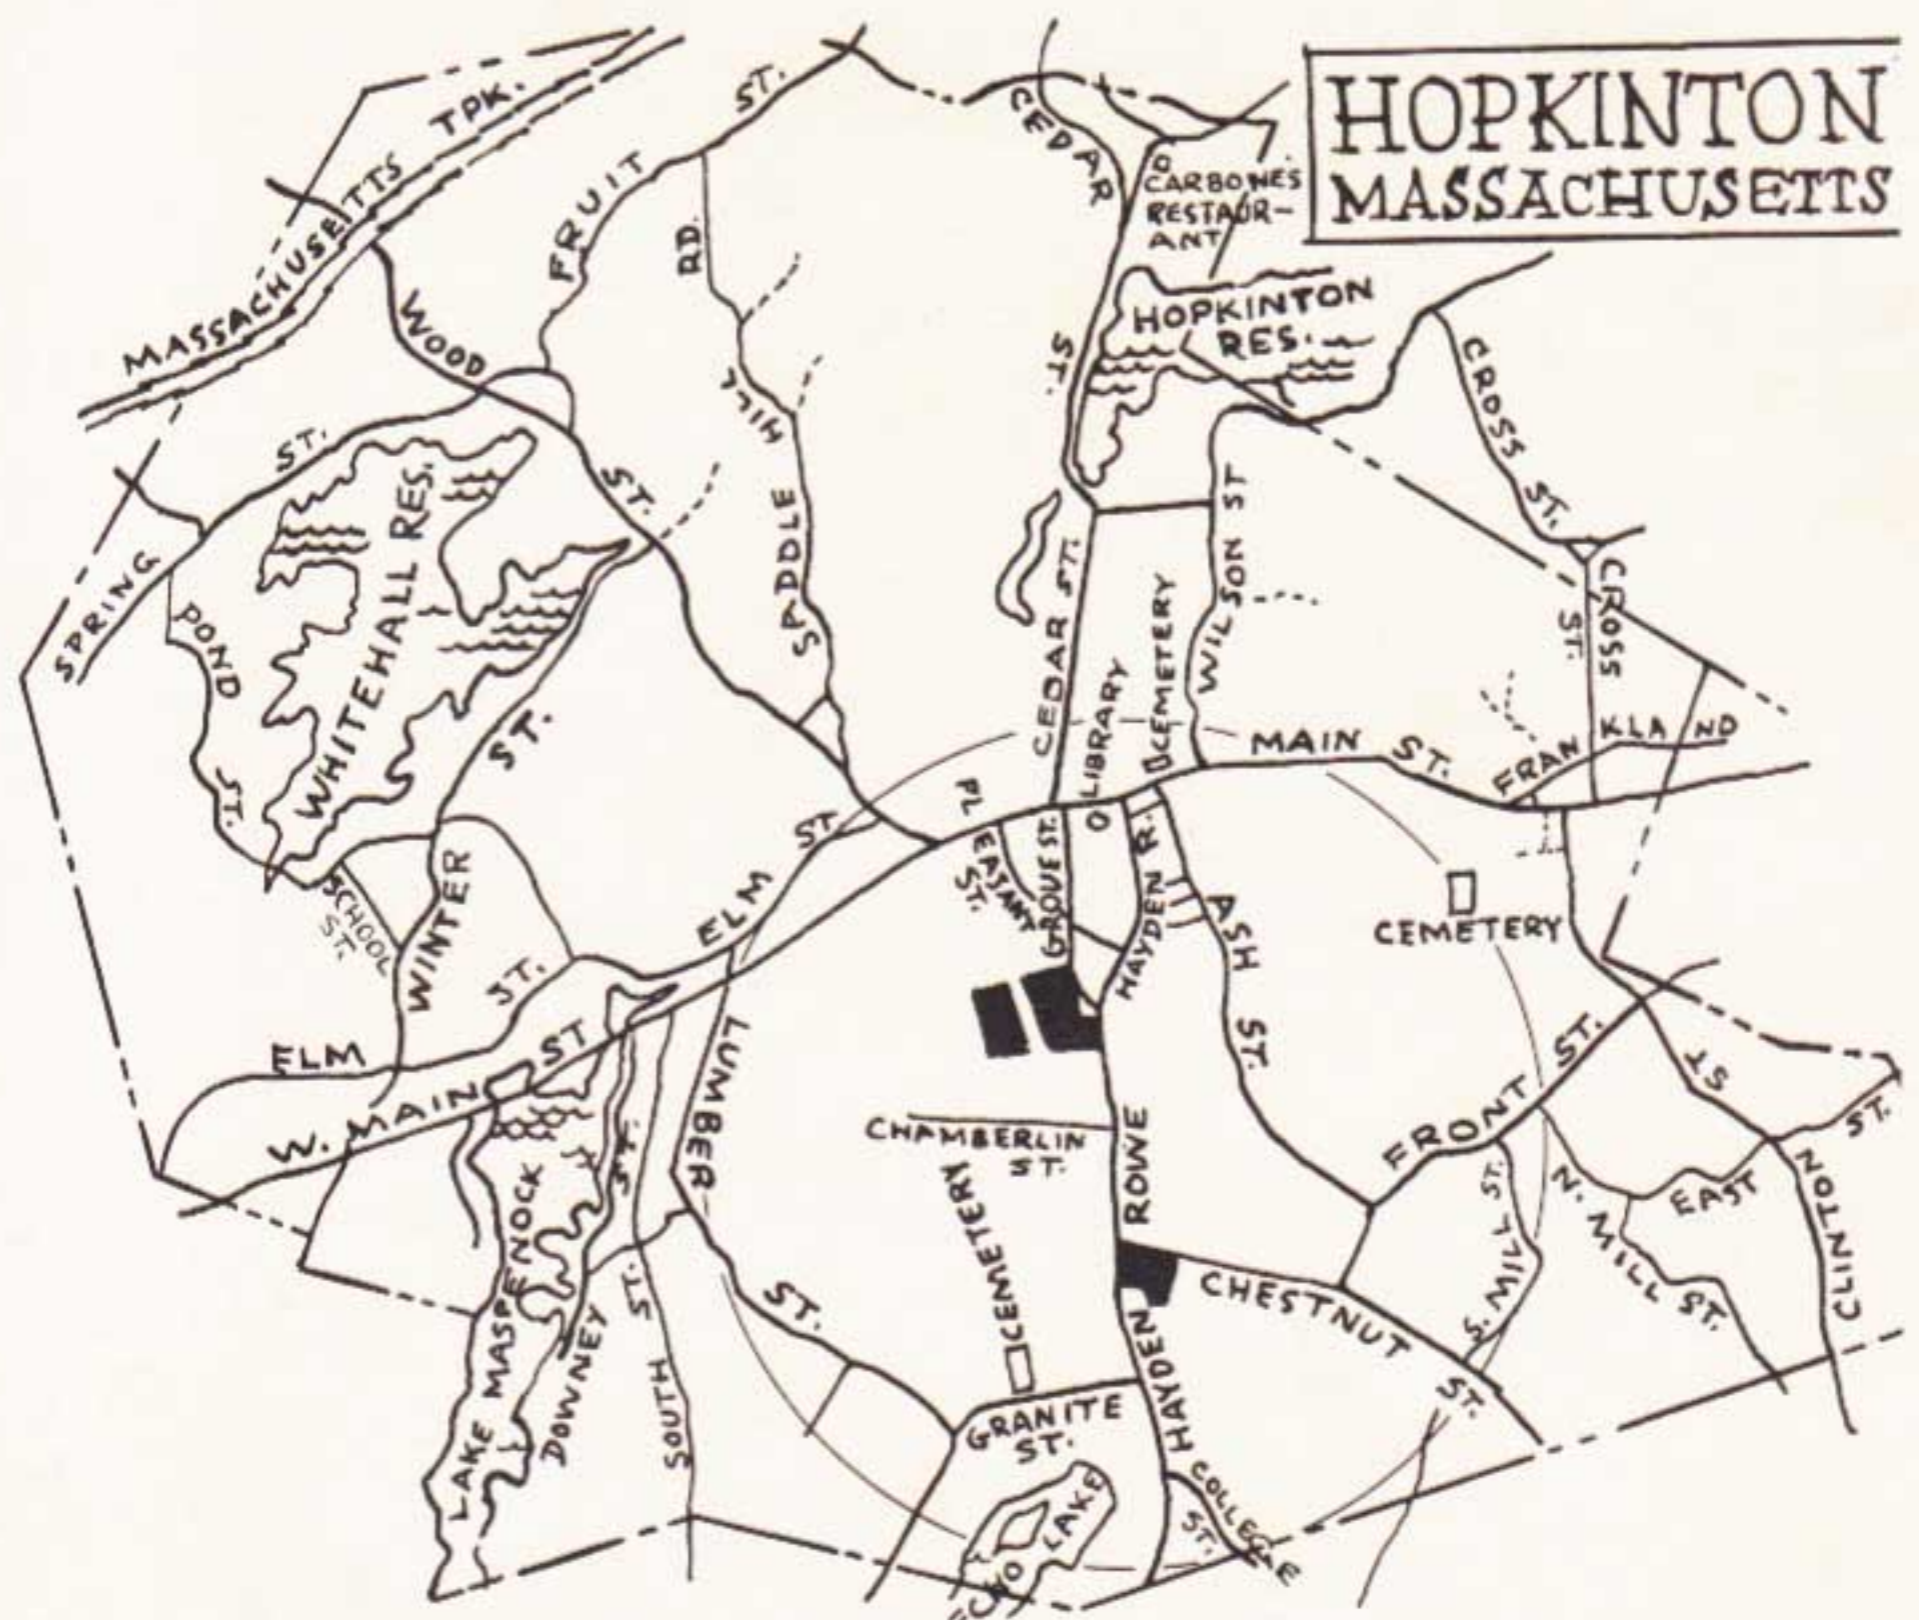 HOPKINTON
MASSACHUSETTS
MASSACHUSETTS TPK.
FRUIT ST.
CEDAR ST.
CARBONE'S
RESTAUR-
ANT
HOPKINTON
RES.
WOOD ST.
SADDLE HILL RD.
SPRING ST.
WHITEHALL RES.
POND ST.
CROSS ST.
CROSS ST.
WILSON ST
CEDAR ST.
LIBRARY
CEMETERY
MAIN ST.
FRANKLAND
ST.
WINTER
SCHOOL
ST.
ELM ST.
PLEASANT
ST.
GROVE ST.
HAYDEN R.
ASH ST.
CEMETERY
ELM ST.
W. MAIN ST
LUMBER ST.
FRONT ST.
CHAMBERLIN
ST.
CEMETERY
HAYDEN ROWE
CHESTNUT ST.
S. MILL ST.
N. MILL ST.
EAST ST.
CLINTON ST
LAKE MASPENOCK
DOWNEY ST.
SOUTH ST.
GRANITE
ST.
ECHO LAKE
COLLEGE
ST.